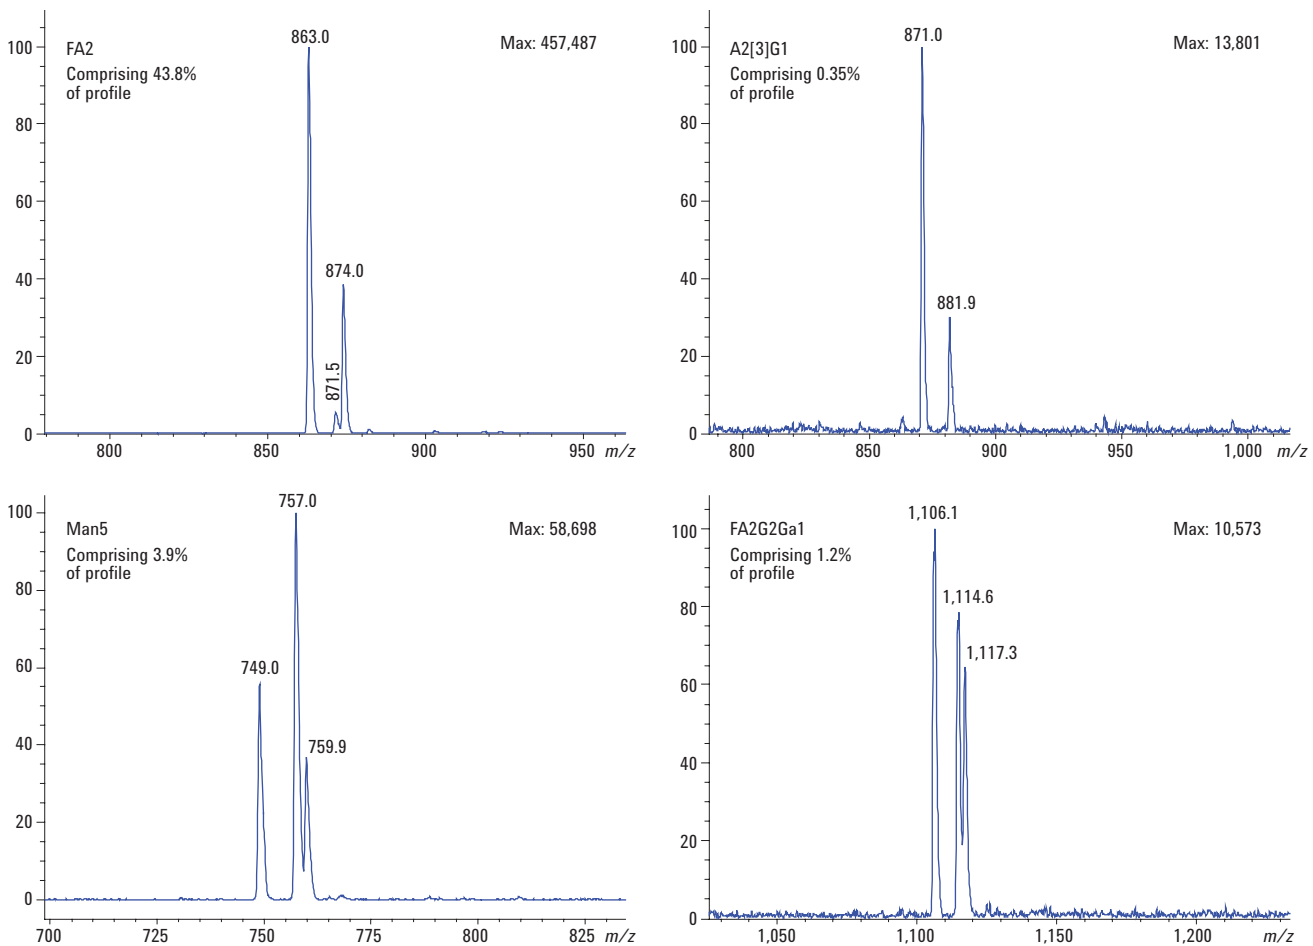 FA2
Comprising 43.8%
of profile
863.0
Max: 457,487
874.0
871.5
100
80
60
40
20
0
800
850
900
950
m/z
A2[3]G1
Comprising 0.35%
of profile
871.0
Max: 13,801
881.9
100
80
60
40
20
0
800
850
900
950
1,000
m/z
Man5
Comprising 3.9%
of profile
757.0
Max: 58,698
749.0
759.9
100
80
60
40
20
0
700
725
750
775
800
825
m/z
FA2G2Ga1
Comprising 1.2%
of profile
1,106.1
Max: 10,573
1,114.6
1,117.3
100
80
60
40
20
0
1,050
1,100
1,150
1,200
m/z